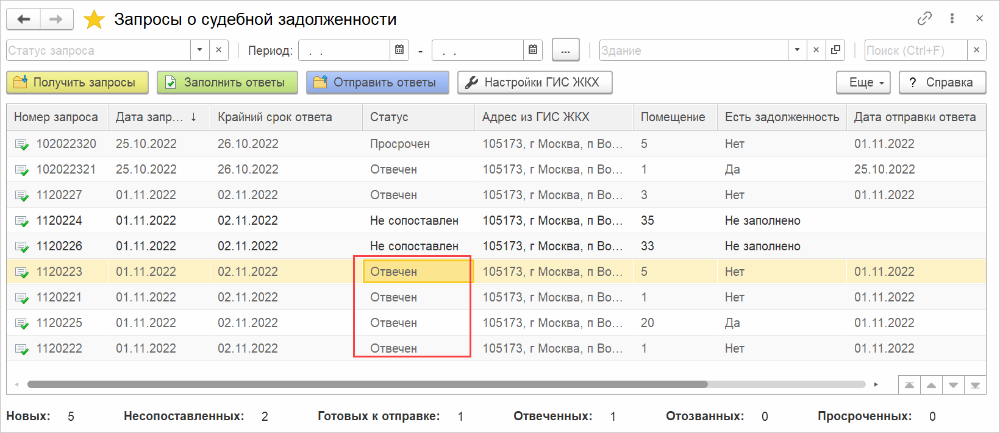 Запросы о судебной задолженности
Статус запроса Период: . . - . . ... Здание Поиск (Ctrl+F)
Получить запросы Заполнить ответы Отправить ответы Настройки ГИС ЖКХ Еще ? Справка
Номер запроса Дата запр... ↓ Крайний срок ответа Статус Адрес из ГИС ЖКХ Помещение Есть задолженность Дата отправки ответа
102022320 25.10.2022 26.10.2022 Просрочен 105173, г Москва, п Во... 5 Нет 01.11.2022
102022321 25.10.2022 26.10.2022 Отвечен 105173, г Москва, п Во... 1 Да 25.10.2022
1120227 01.11.2022 02.11.2022 Отвечен 105173, г Москва, п Во... 3 Нет 01.11.2022
1120224 01.11.2022 02.11.2022 Не сопоставлен 105173, г Москва, п Во... 35 Не заполнено
1120226 01.11.2022 02.11.2022 Не сопоставлен 105173, г Москва, п Во... 33 Не заполнено
1120223 01.11.2022 02.11.2022 Отвечен 105173, г Москва, п Во... 5 Нет 01.11.2022
1120221 01.11.2022 02.11.2022 Отвечен 105173, г Москва, п Во... 1 Нет 01.11.2022
1120225 01.11.2022 02.11.2022 Отвечен 105173, г Москва, п Во... 20 Да 01.11.2022
1120222 01.11.2022 02.11.2022 Отвечен 105173, г Москва, п Во... 1 Нет 01.11.2022
Новых: 5 Несопоставленных: 2 Готовых к отправке: 1 Отвеченных: 1 Отозванных: 0 Просроченных: 0